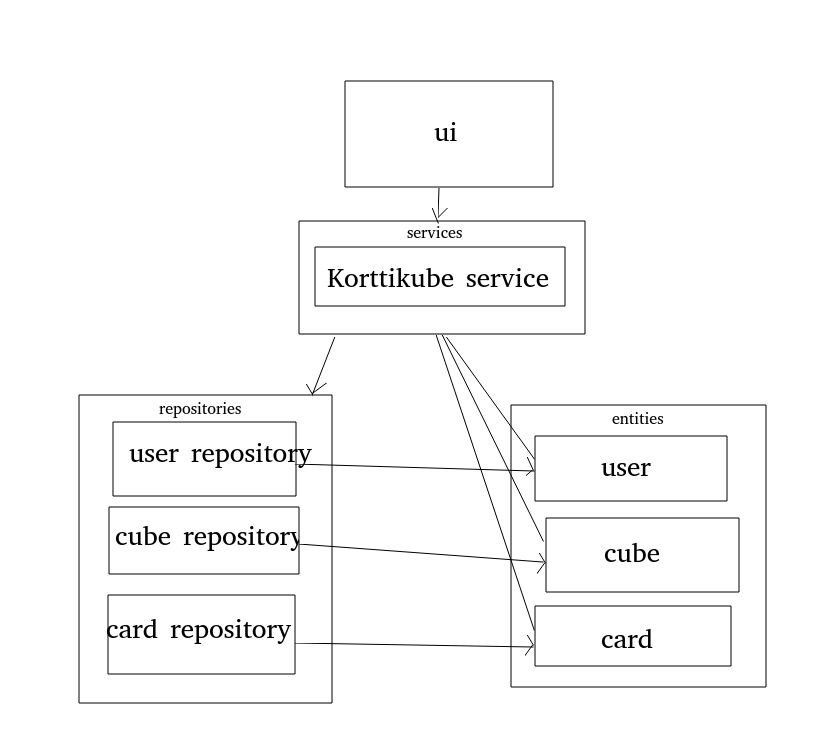 ui
services
Korttikube service
repositories
user repository
cube repository
card repository
entities
user
cube
card